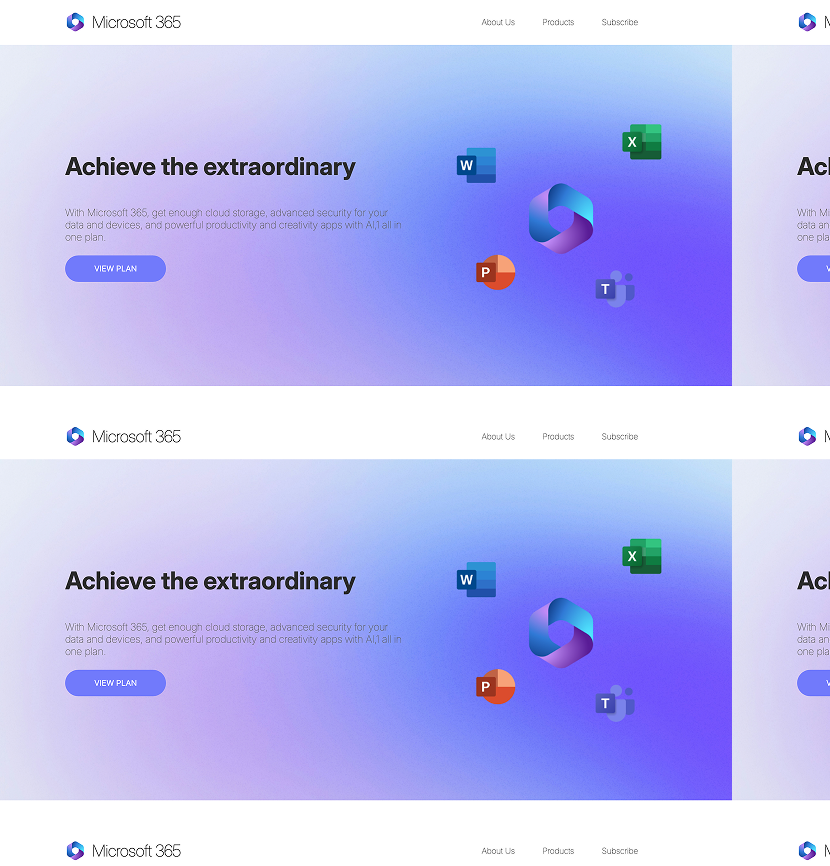 Microsoft 365 About Us Products Subscribe
Achieve the extraordinary
With Microsoft 365, get enough cloud storage, advanced security for your
data and devices, and powerful productivity and creativity apps with AI,1 all in
one plan.
VIEW PLAN
W
X
P
T
Ac
With Mi
data an
one pla
Microsoft 365 About Us Products Subscribe
Achieve the extraordinary
With Microsoft 365, get enough cloud storage, advanced security for your
data and devices, and powerful productivity and creativity apps with AI,1 all in
one plan.
VIEW PLAN
W
X
P
T
Ac
With Mi
data an
one pla
Microsoft 365 About Us Products Subscribe